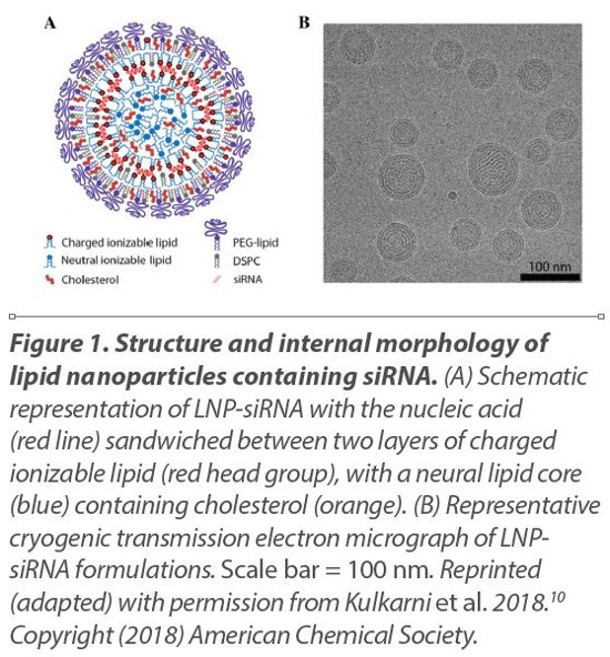 A
B
Charged ionizable lipid
Neutral ionizable lipid
Cholesterol
PEG-lipid
DSPC
siRNA
100 nm
Figure 1. Structure and internal morphology of
lipid nanoparticles containing siRNA. (A) Schematic
representation of LNP-siRNA with the nucleic acid
(red line) sandwiched between two layers of charged
ionizable lipid (red head group), with a neural lipid core
(blue) containing cholesterol (orange). (B) Representative
cryogenic transmission electron micrograph of LNP-
siRNA formulations. Scale bar = 100 nm. Reprinted
(adapted) with permission from Kulkarni et al. 2018.¹⁰
Copyright (2018) American Chemical Society.